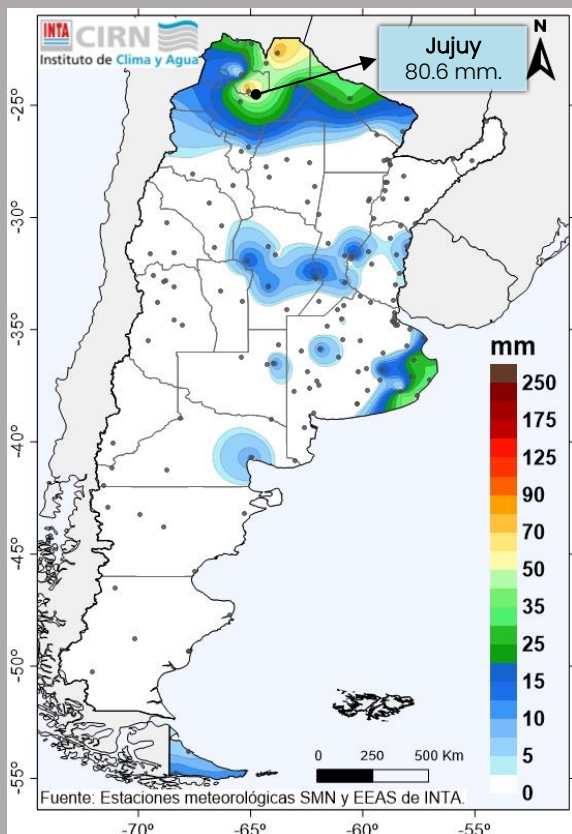 INTA CIRN
Instituto de Clima y Agua
Jujuy
80.6 mm.
N
25°
30°
35°
40°
45°
50°
55°
mm
250
175
125
90
70
50
35
25
15
10
5
0
0 250 500 Km
Fuente: Estaciones meteorológicas SMN y EEAS de INTA.
-70° -65° -60° -55°